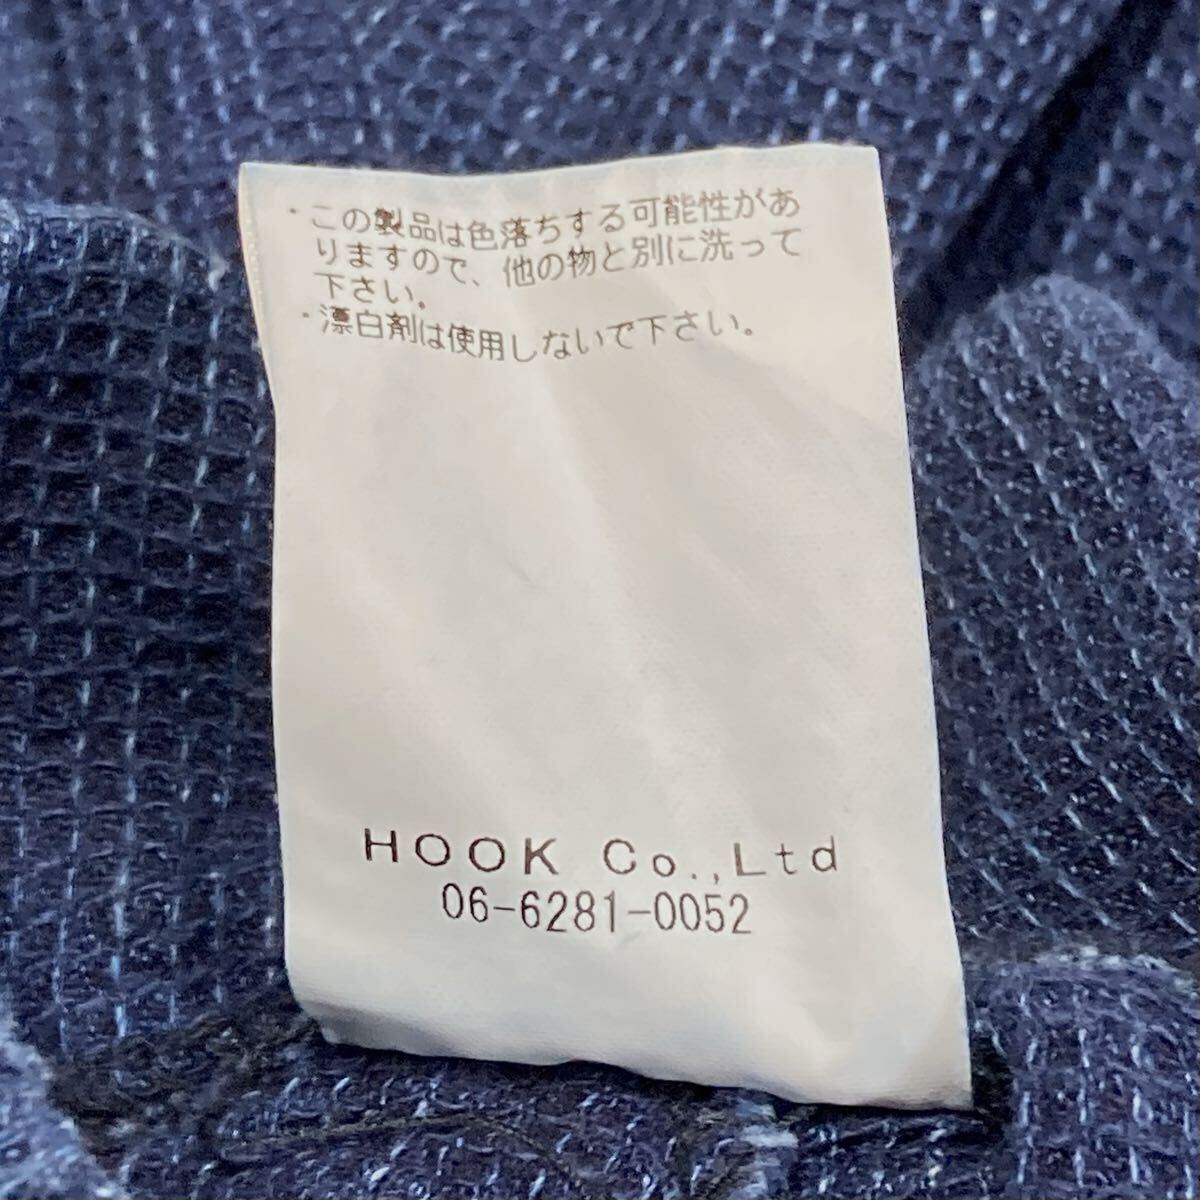 ・この製品は色落ちする可能性があ
りますので、他の物と別に洗って
下さい。
・漂白剤は使用しないで下さい。
HOOK Co.,Ltd
06-6281-0052